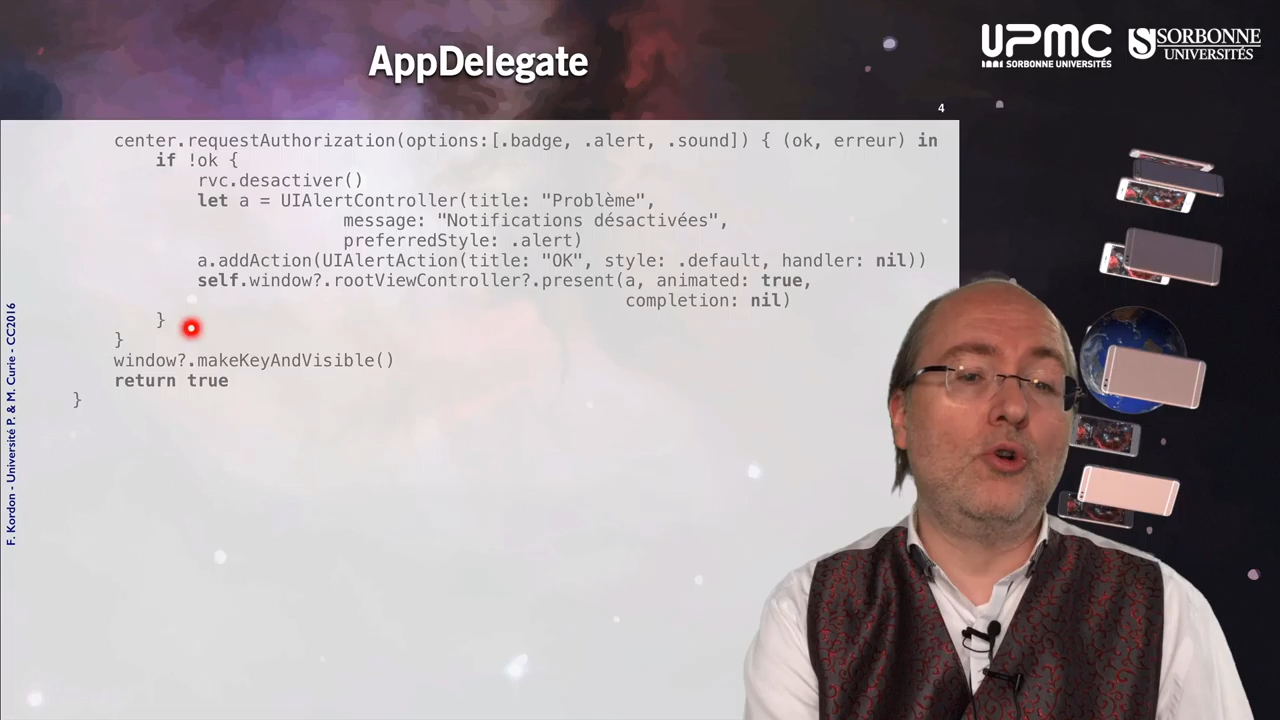 AppDelegate
UPMC
SORBONNE UNIVERSITÉS
SORBONNE
UNIVERSITÉS
4
center.requestAuthorization(options:[.badge, .alert, .sound]) { (ok, erreur) in
if !ok {
rvc.desactiver()
let a = UIAlertController(title: "Problème",
message: "Notifications désactivées",
preferredStyle: .alert)
a.addAction(UIAlertAction(title: "OK", style: .default, handler: nil))
self.window?.rootViewController?.present(a, animated: true,
completion: nil)
}
}
window?.makeKeyAndVisible()
return true
}
F. Kordon - Université P. & M. Curie - CC2016